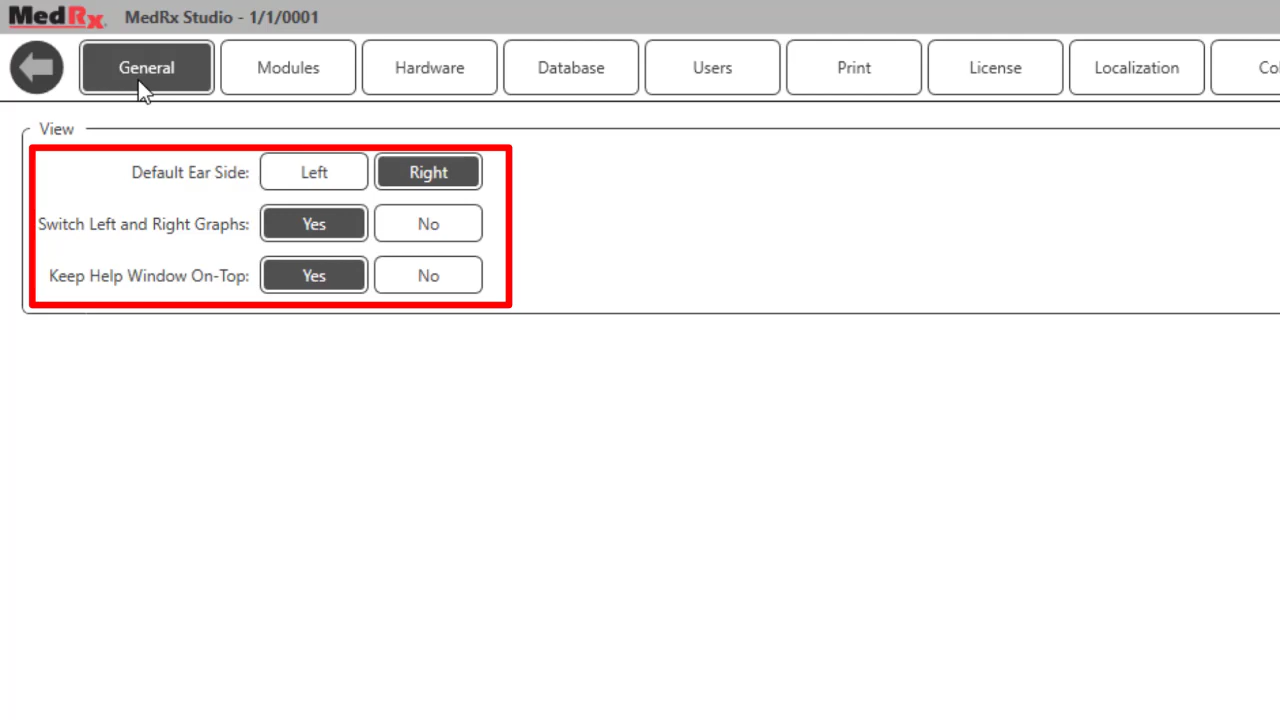 MedRx MedRx Studio - 1/1/0001
General Modules Hardware Database Users Print License Localization Co
View
Default Ear Side: Left Right
Switch Left and Right Graphs: Yes No
Keep Help Window On-Top: Yes No